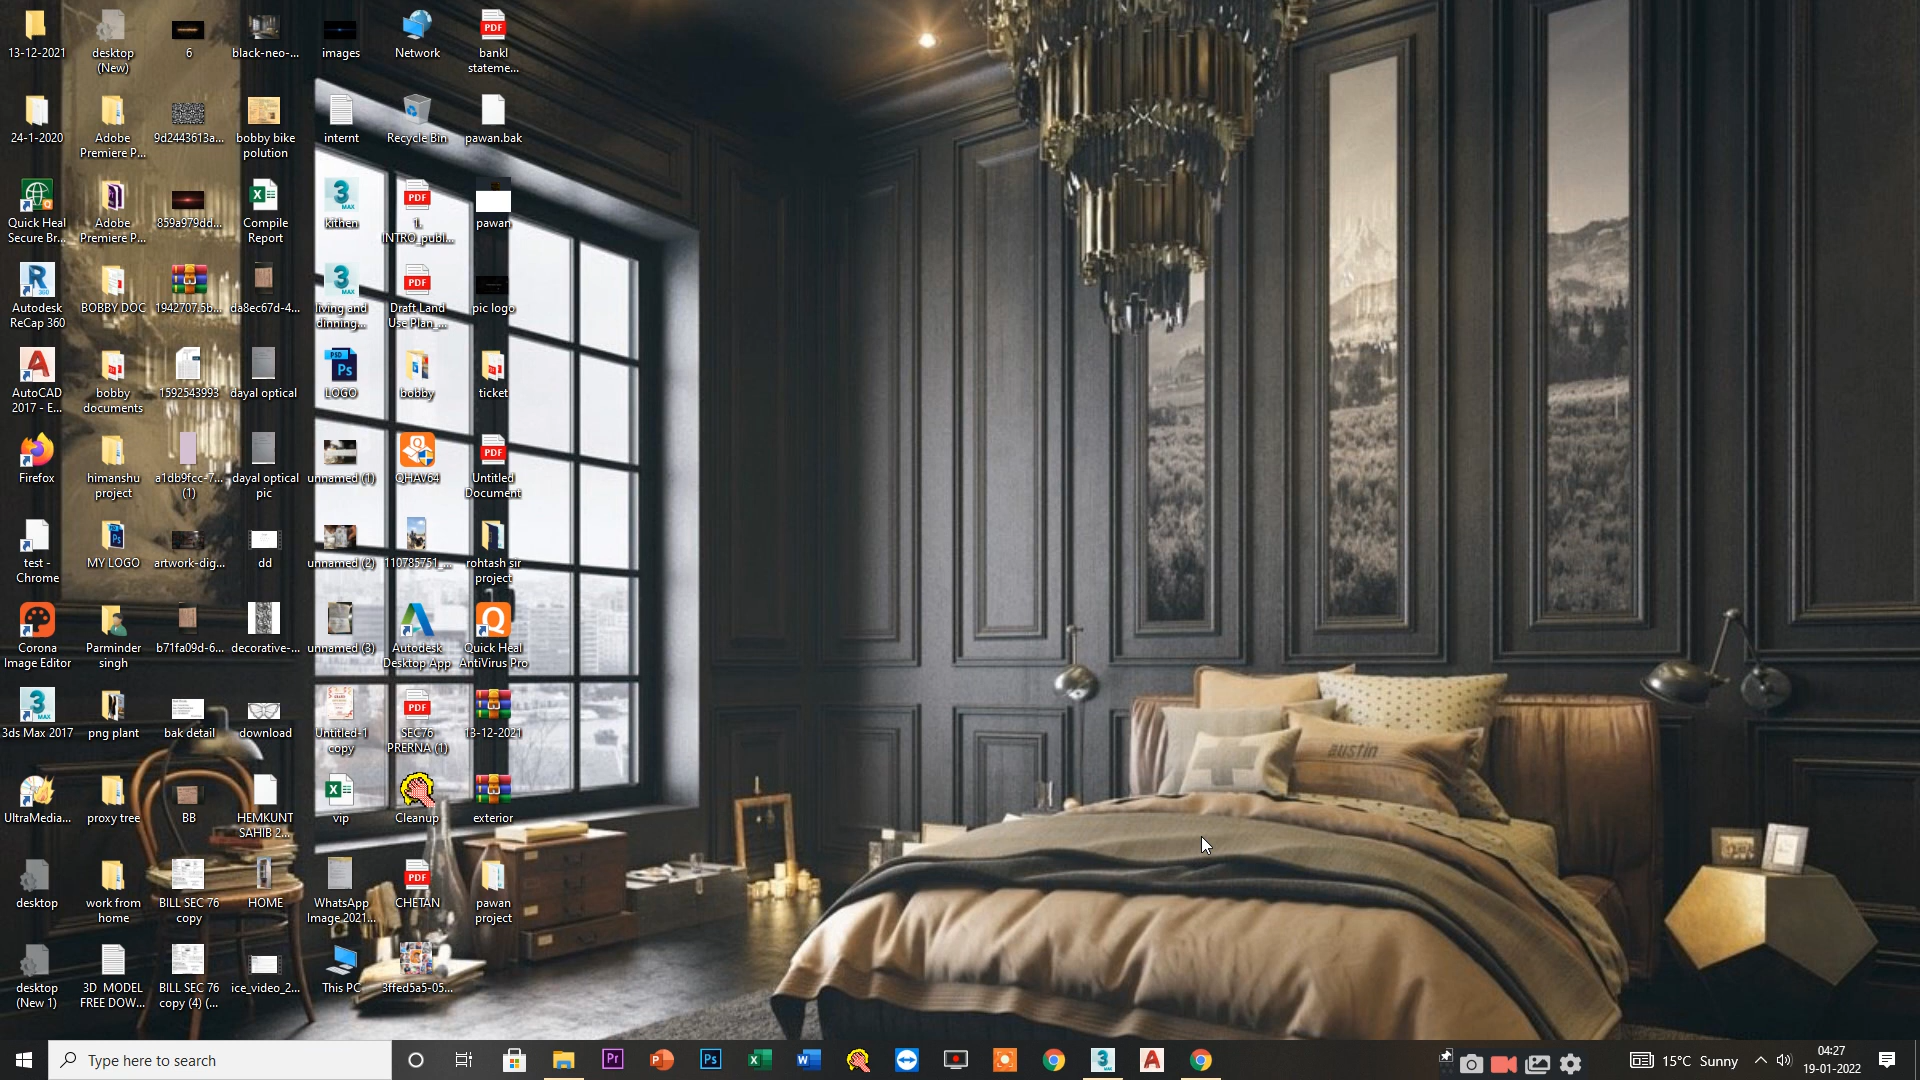 13-12-2021
desktop
(New)
6
black-neo-...
images
Network
bankl
stateme...
24-1-2020
Adobe
Premiere P...
9d2443613a...
bobby bike
polution
internt
Recycle Bin
pawan.bak
Quick Heal
Secure Br...
Adobe
Premiere P...
859a979dd...
Compile
Report
kithen
1.
INTRO_publ...
pawan
Autodesk
ReCap 360
BOBBY DOC
1942707.5b...
da8ec67d-4...
living and
dinning...
Draft Land
Use Plan_...
pic logo
AutoCAD
2017 - E...
bobby
documents
1592543993
dayal optical
LOGO
bobby
ticket
Firefox
himanshu
project
a1db9fcc-7...
(1)
dayal optical
pic
unnamed (1)
QHAV64
Untitled
Document
test -
Chrome
MY LOGO
artwork-dig...
dd
unnamed (2)
110785751_...
rohtash sir
project
Corona
Image Editor
Parminder
singh
b71fa09d-6...
decorative-...
unnamed (3)
Autodesk
Desktop App
Quick Heal
AntiVirus Pro
3ds Max 2017
png plant
bak detail
download
Untitled-1
copy
SEC76
PRERNA (1)
13-12-2021
austin
UltraMedia...
proxy tree
BB
HEMKUNT
SAHIB 2...
vip
Cleanup
exterior
desktop
work from
home
BILL SEC 76
copy
HOME
WhatsApp
Image 2021...
CHETAN
pawan
project
desktop
(New 1)
3D MODEL
FREE DOW...
BILL SEC 76
copy (4) (...
ice_video_2...
This PC
3ffed5a5-05...
Type here to search
15°C Sunny
04:27
19-01-2022